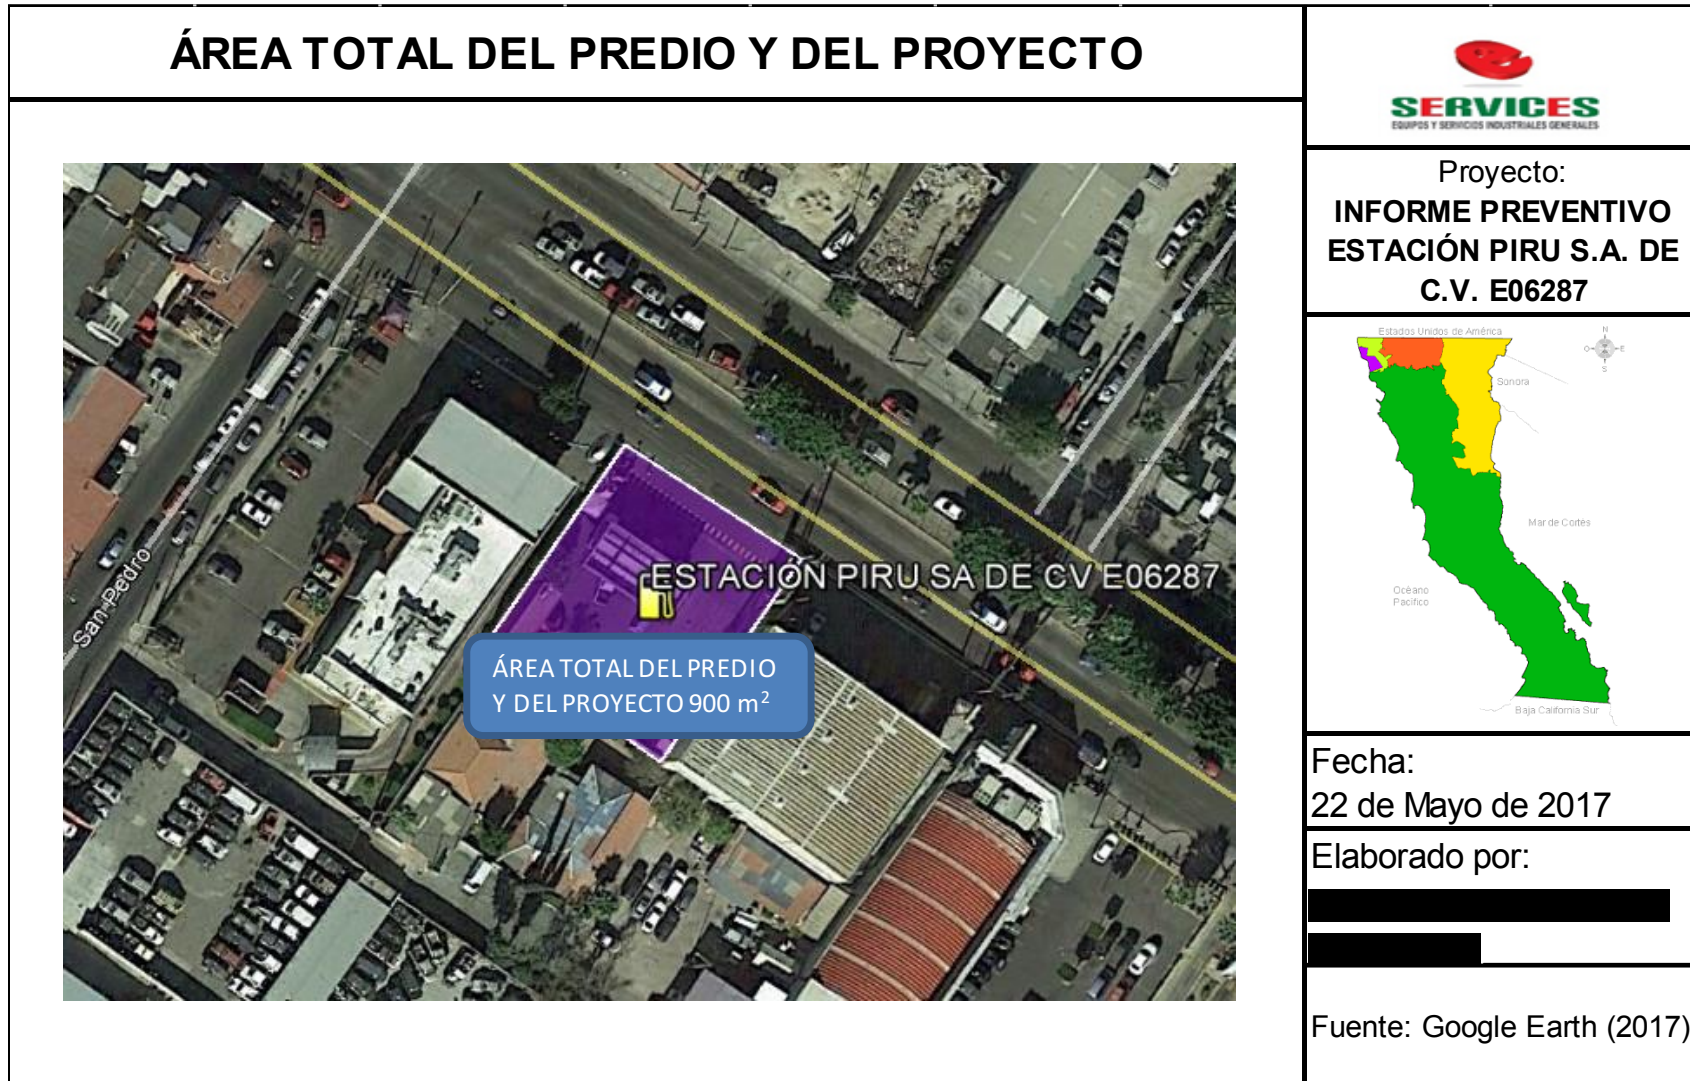 ÁREA TOTAL DEL PREDIO Y DEL PROYECTO
SERVICES
EQUIPOS Y SERVICIOS INDUSTRIALES GENERALES
Proyecto:
INFORME PREVENTIVO
ESTACIÓN PIRU S.A. DE
C.V. E06287
Estados Unidos de América
N
O
E
S
Sonora
Mar de Cortés
Océano
Pacífico
Baja California Sur
San Pedro
ESTACIÓN PIRU SA DE CV E06287
ÁREA TOTAL DEL PREDIO
Y DEL PROYECTO 900 m²
Fecha:
22 de Mayo de 2017
Elaborado por:
Fuente: Google Earth (2017)